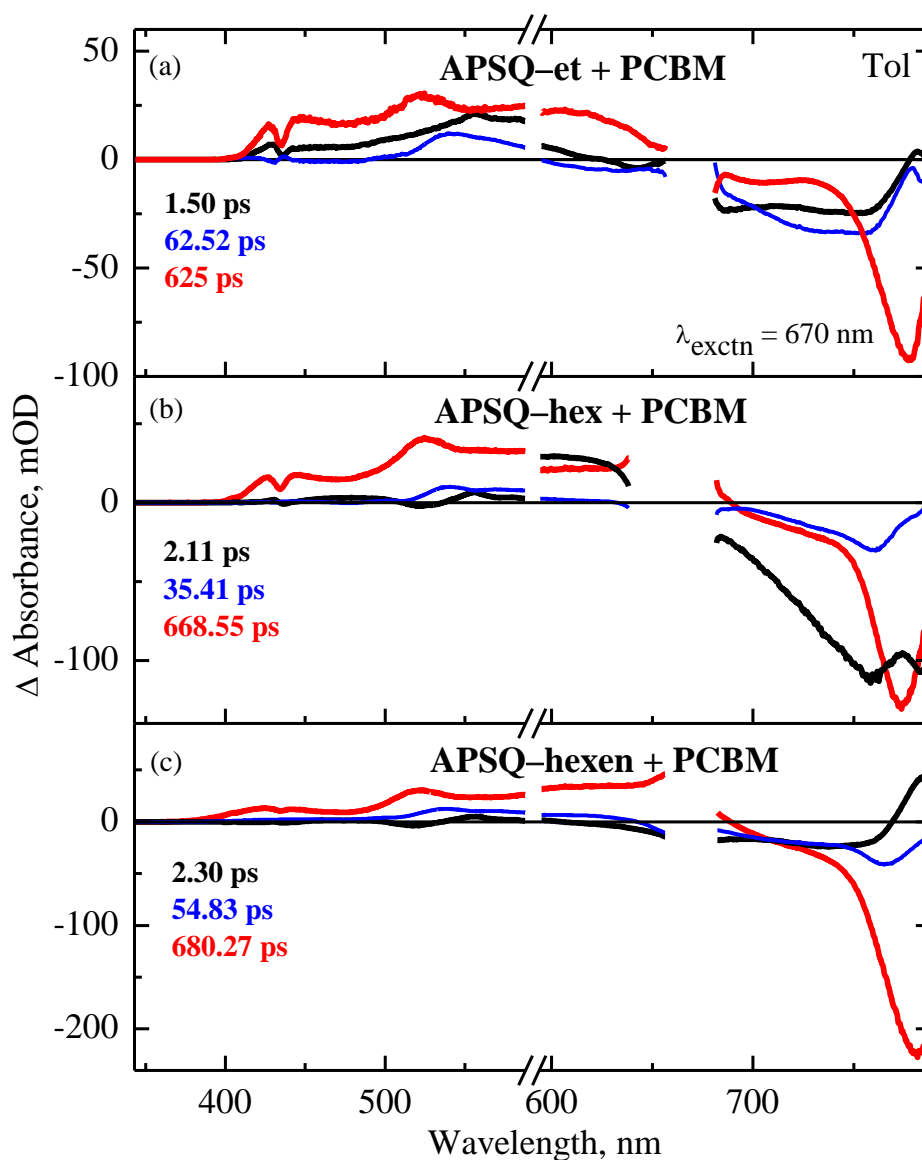 50
(a)
APSQ–et + PCBM
Tol
0
1.50 ps
62.52 ps
625 ps
-50
λexctn = 670 nm
-100
(b)
APSQ–hex + PCBM
0
2.11 ps
35.41 ps
668.55 ps
-100
Δ Absorbance, mOD
(c)
APSQ–hexen + PCBM
0
2.30 ps
54.83 ps
680.27 ps
-100
-200
400 500 600 700
Wavelength, nm